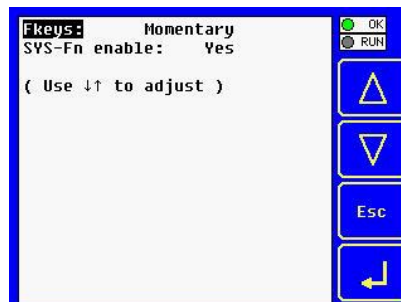 Fkeys: Momentary
SYS-Fn enable: Yes
( Use ↓↑ to adjust )
OK
RUN
Esc